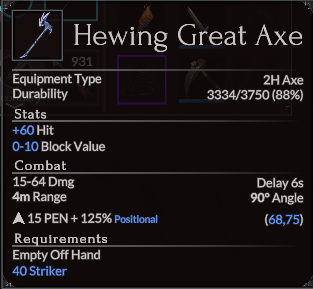 Hewing Great Axe
931
Equipment Type 2H Axe
Durability 3334/3750 (88%)
Stats
+60 Hit
0-10 Block Value
Combat
15-64 Dmg Delay 6s
4m Range 90° Angle
15 PEN + 125% Positional (68,75)
Requirements
Empty Off Hand
40 Striker